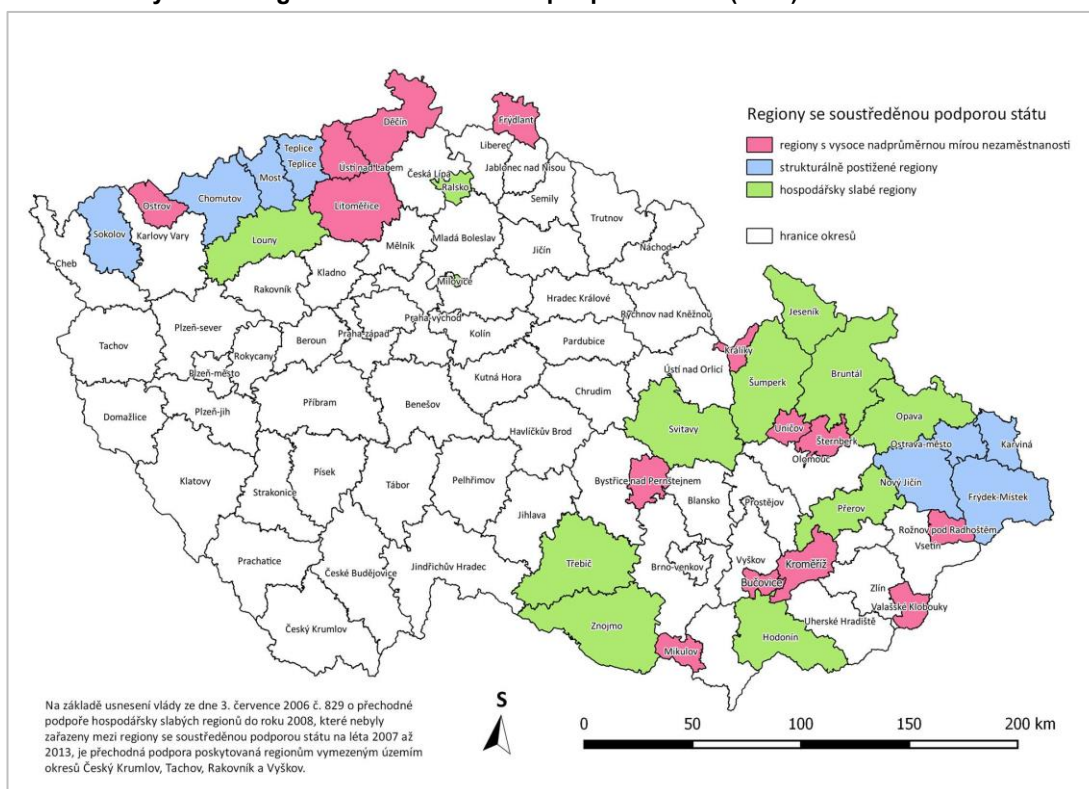 Regiony se soustředěnou podporou státu
regiony s vysoce nadprůměrnou mírou nezaměstnanosti
strukturálně postižené regiony
hospodářsky slabé regiony
hranice okresů
Děčín
Frýdlant
Liberec
Teplice
Teplice
Ústí nad Labem
Most
Jablonec nad Nisou
Česká Lípa
Ralsko
Chomutov
Semily
Ostrov
Litoměřice
Trutnov
Sokolov
Karlovy Vary
Louny
Mělník
Mladá Boleslav
Jičín
Náchod
Cheb
Kladno
Rakovník
Milovice
Hradec Králové
Rychnov nad Kněžnou
Jeseník
Praha-východ
Plzeň-sever
Praha-západ
Kolín
Beroun
Pardubice
Tachov
Rokycany
Králíky
Plzeň-město
Ústí nad Orlicí
Šumperk
Bruntál
Kutná Hora
Chrudim
Příbram
Benešov
Domažlice
Plzeň-jih
Opava
Svitavy
Uničov
Havlíčkův Brod
Šternberk
Ostrava-město
Karviná
Olomouc
Klatovy
Písek
Tábor
Pelhřimov
Bystřice nad Pernštejnem
Nový Jičín
Frýdek-Místek
Strakonice
Blansko
Prostějov
Přerov
Jihlava
Rožnov pod Radhoštěm
Vsetín
Prachatice
Třebíč
Brno-venkov
Vyškov
Kroměříž
České Budějovice
Jindřichův Hradec
Bučovice
Zlín
Valašské Klobouky
Znojmo
Uherské Hradiště
Český Krumlov
Hodonín
Mikulov
Na základě usnesení vlády ze dne 3. července 2006 č. 829 o přechodné
podpoře hospodářsky slabých regionů do roku 2008, které nebyly
zařazeny mezi regiony se soustředěnou podporou státu na léta 2007 až
2013, je přechodná podpora poskytovaná regionům vymezeným územím
okresů Český Krumlov, Tachov, Rakovník a Vyškov.
S
0 50 100 150 200 km